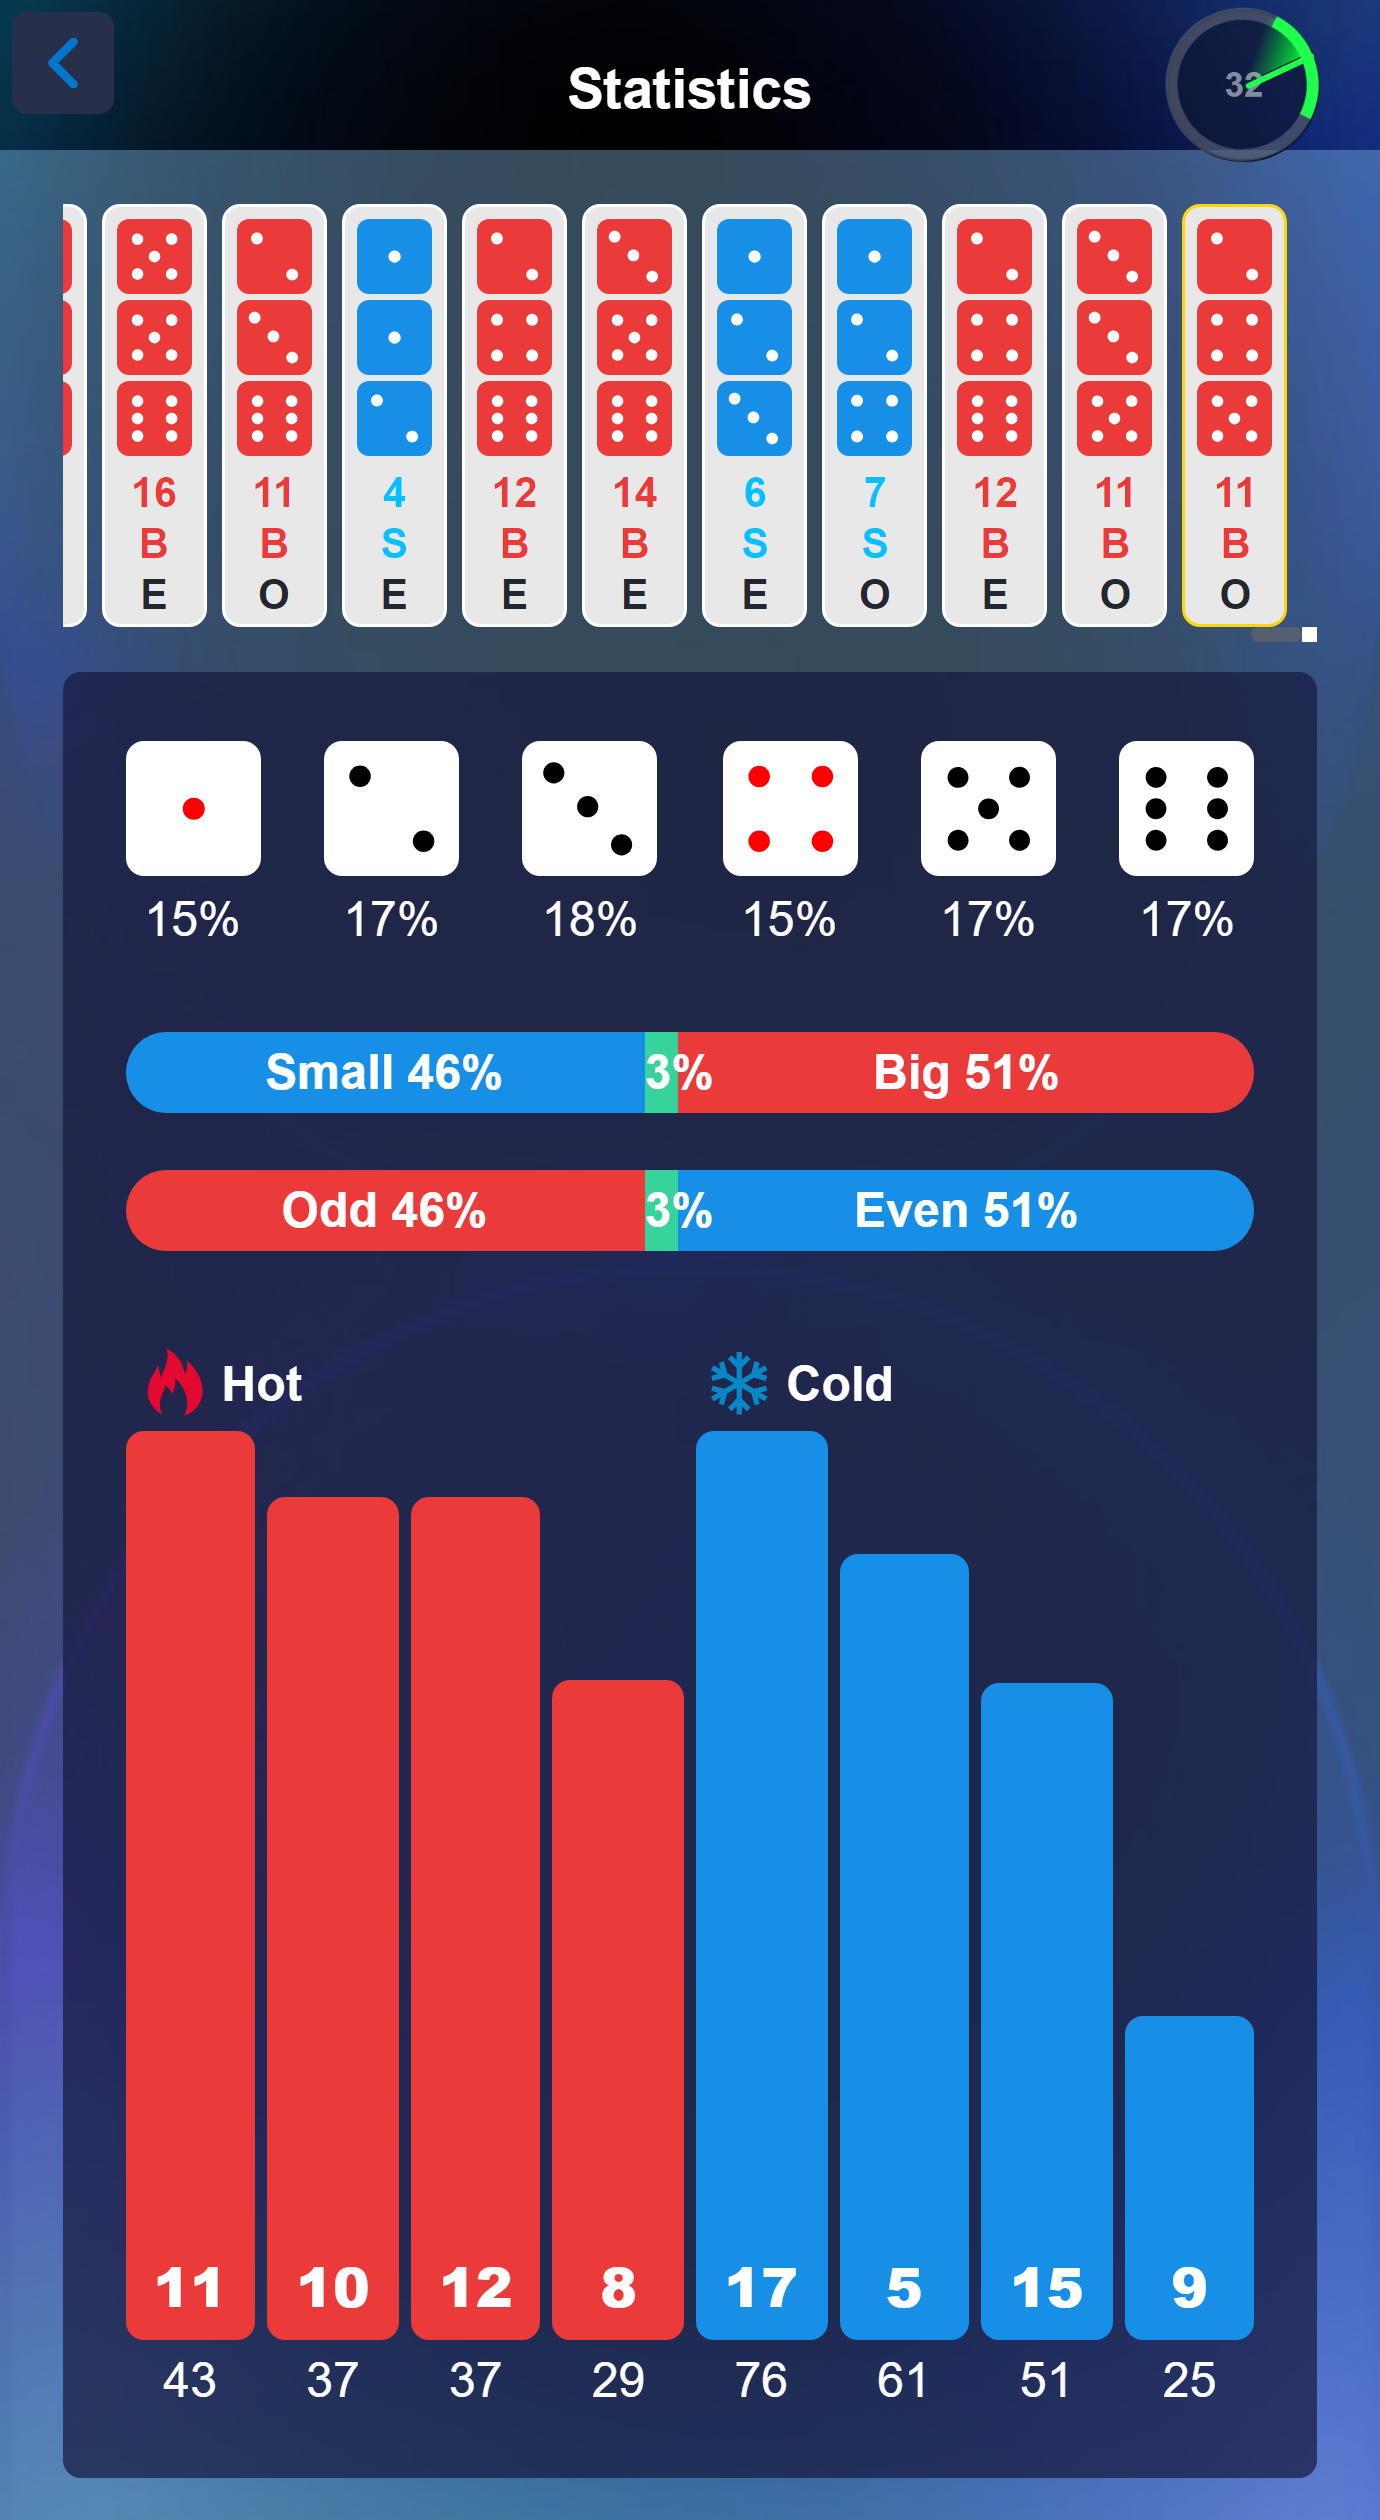 Statistics
32
16 11 4 12 14 6 7 12 11 11
B B S B B S S B B B
E O E E E E O E O O
15% 17% 18% 15% 17% 17%
Small 46% 3% Big 51%
Odd 46% 3% Even 51%
Hot Cold
11 10 12 8 17 5 15 9
43 37 37 29 76 61 51 25